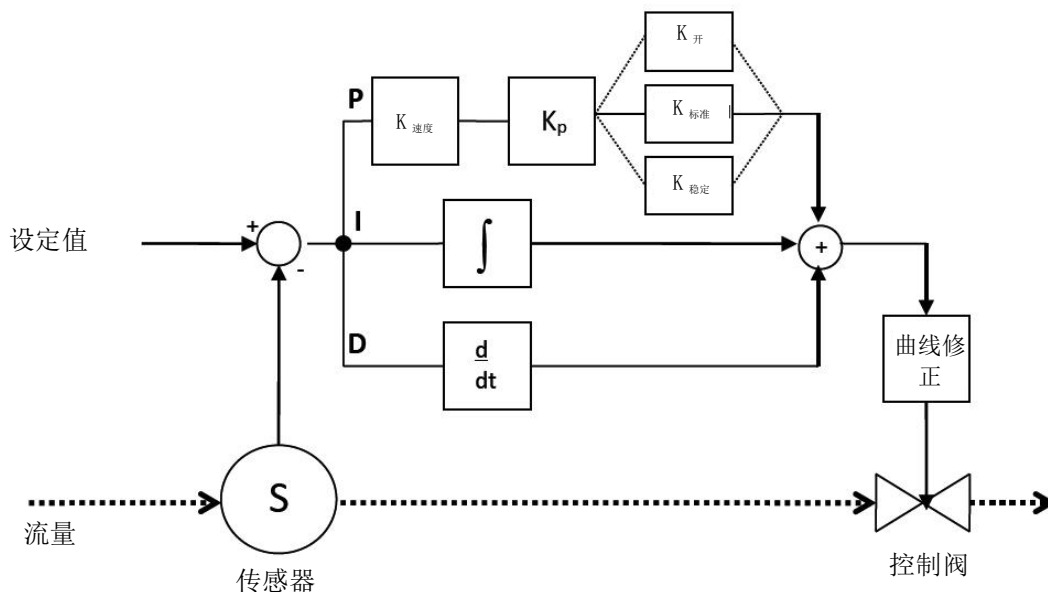 K 开
P
K 速度
Kp
K 标准
K 稳定
设定值
+
-
I
∫
+
D
d
dt
曲线修
正
S
流量
传感器
控制阀